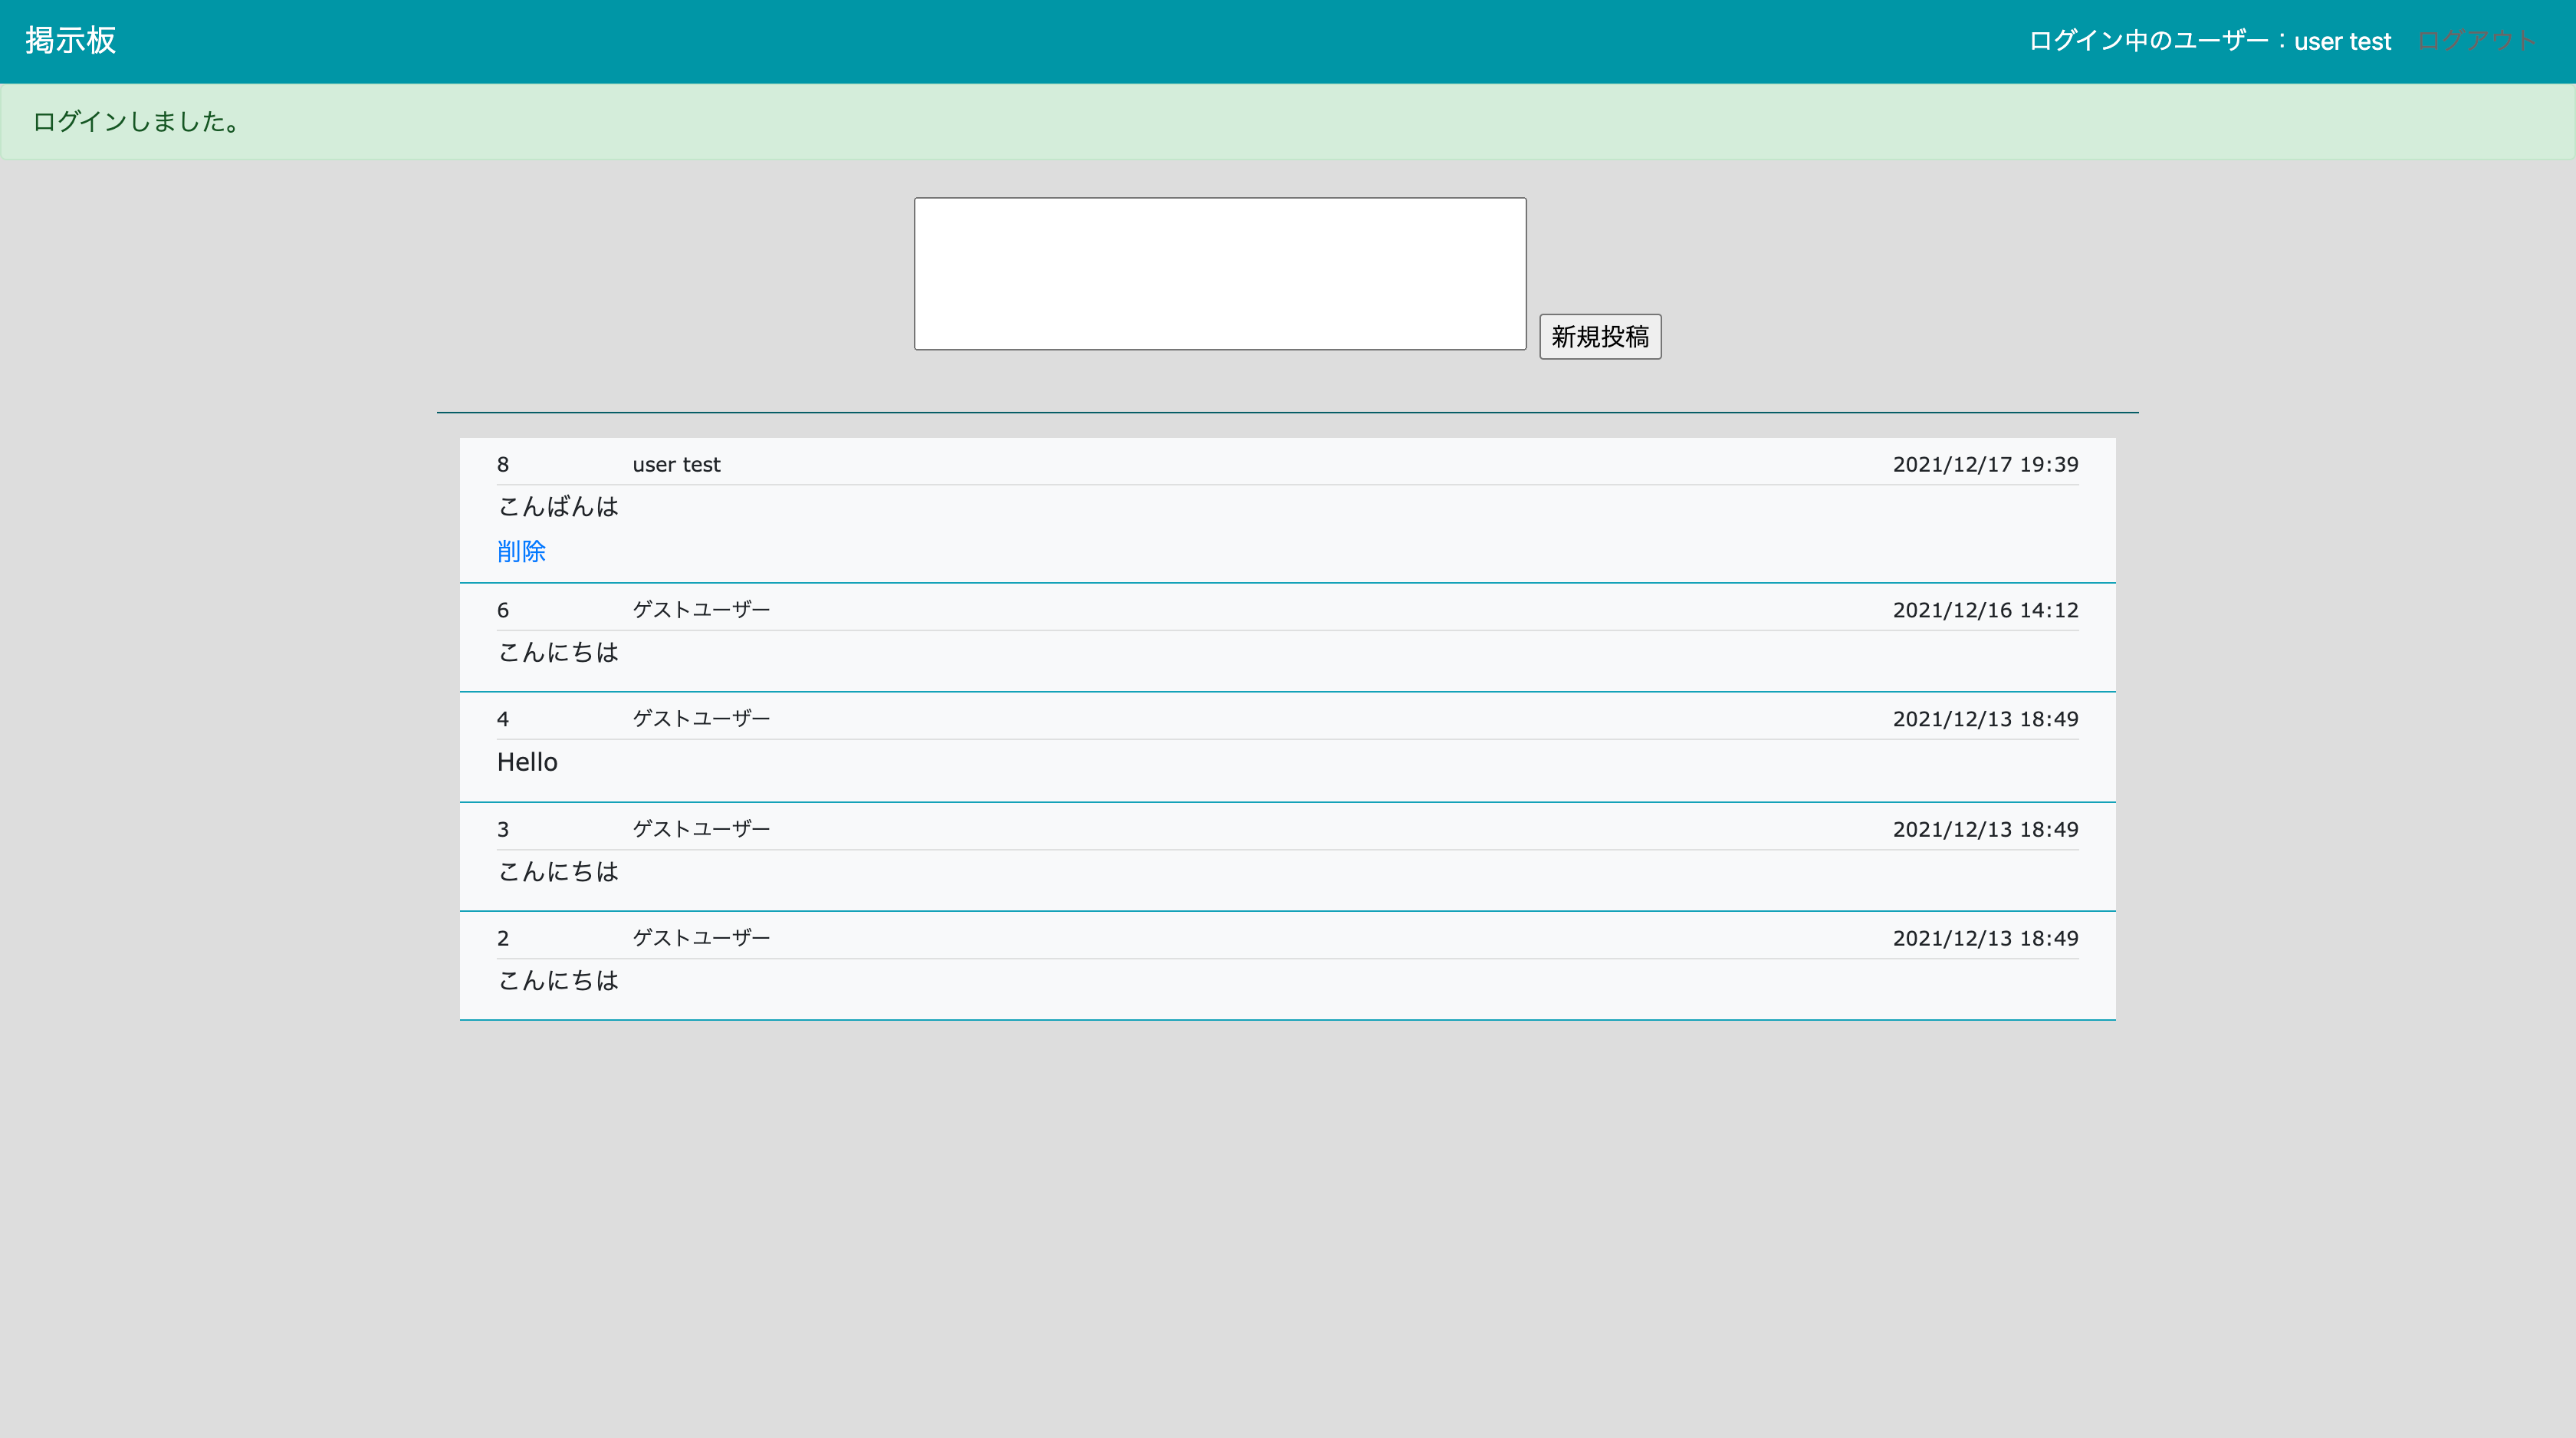 掲示板 ログイン中のユーザー：user test ログアウト
ログインしました。
新規投稿
8 user test 2021/12/17 19:39
こんばんは
削除
6 ゲストユーザー 2021/12/16 14:12
こんにちは
4 ゲストユーザー 2021/12/13 18:49
Hello
3 ゲストユーザー 2021/12/13 18:49
こんにちは
2 ゲストユーザー 2021/12/13 18:49
こんにちは